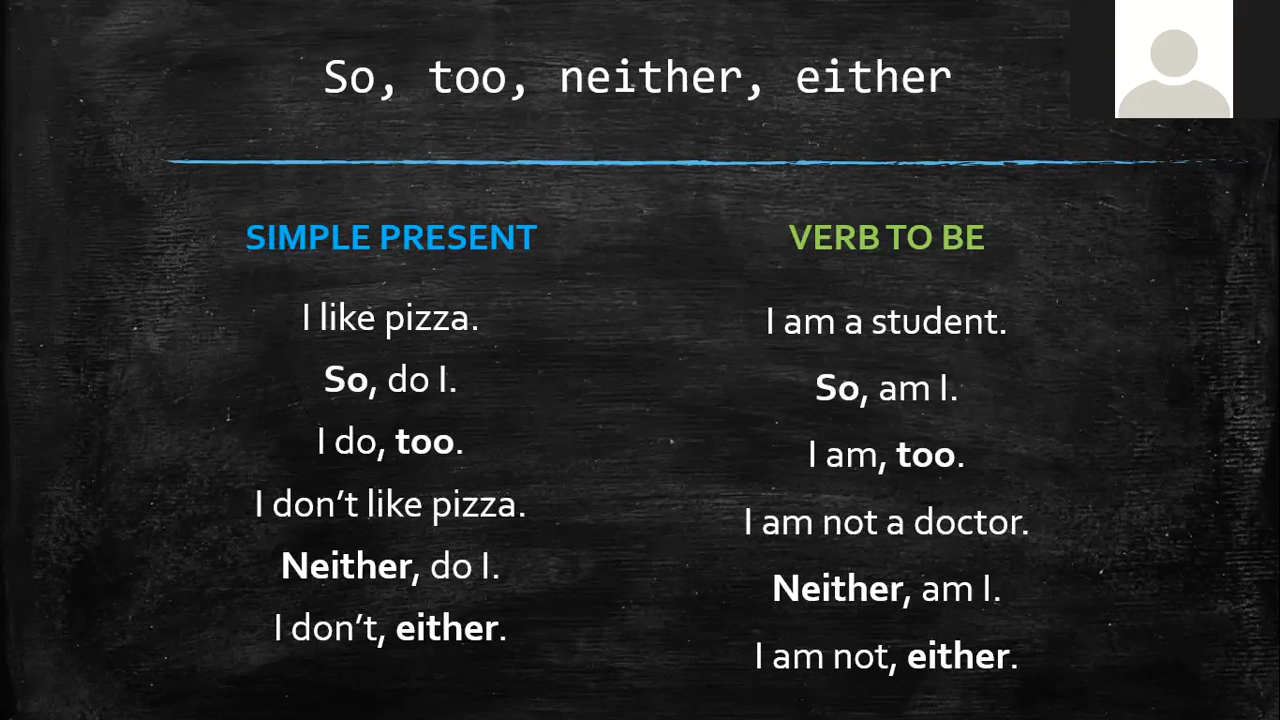 So, too, neither, either
SIMPLE PRESENT
I like pizza.
So, do I.
I do, too.
I don’t like pizza.
Neither, do I.
I don’t, either.
VERB TO BE
I am a student.
So, am I.
I am, too.
I am not a doctor.
Neither, am I.
I am not, either.